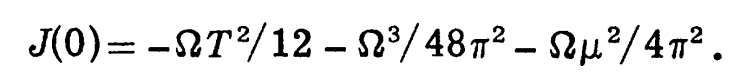 J(0) = −ΩT²/12 − Ω³/48π² − Ωμ²/4π².